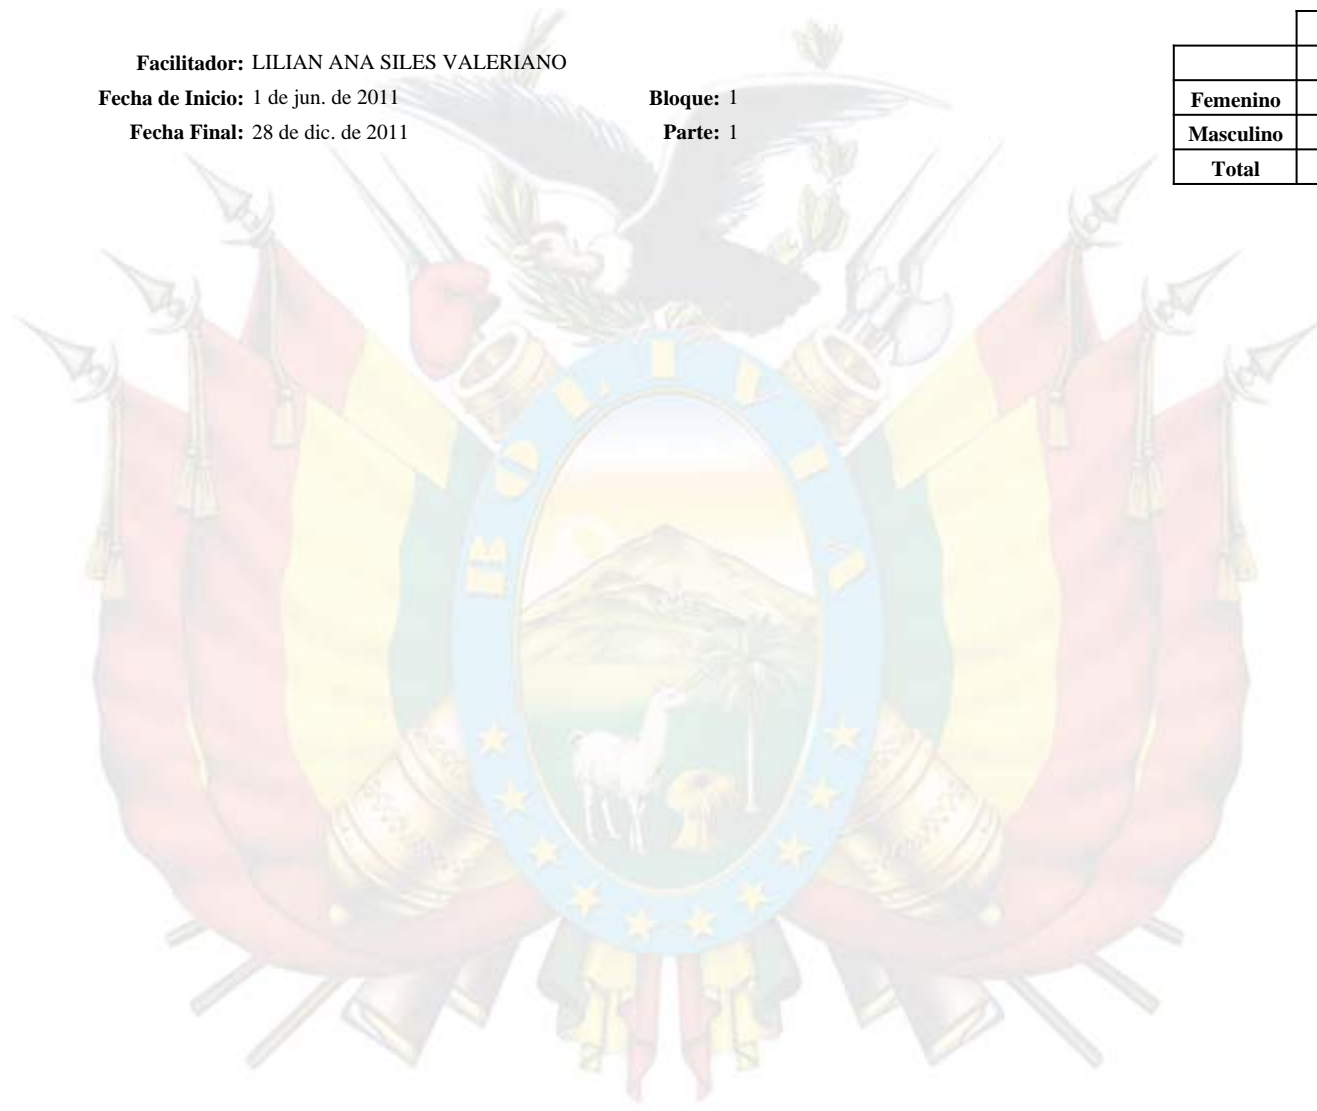 Facilitador: LILIAN ANA SILES VALERIANO
Fecha de Inicio: 1 de jun. de 2011 Bloque: 1
Fecha Final: 28 de dic. de 2011 Parte: 1
Femenino
Masculino
Total
BOLIVIA